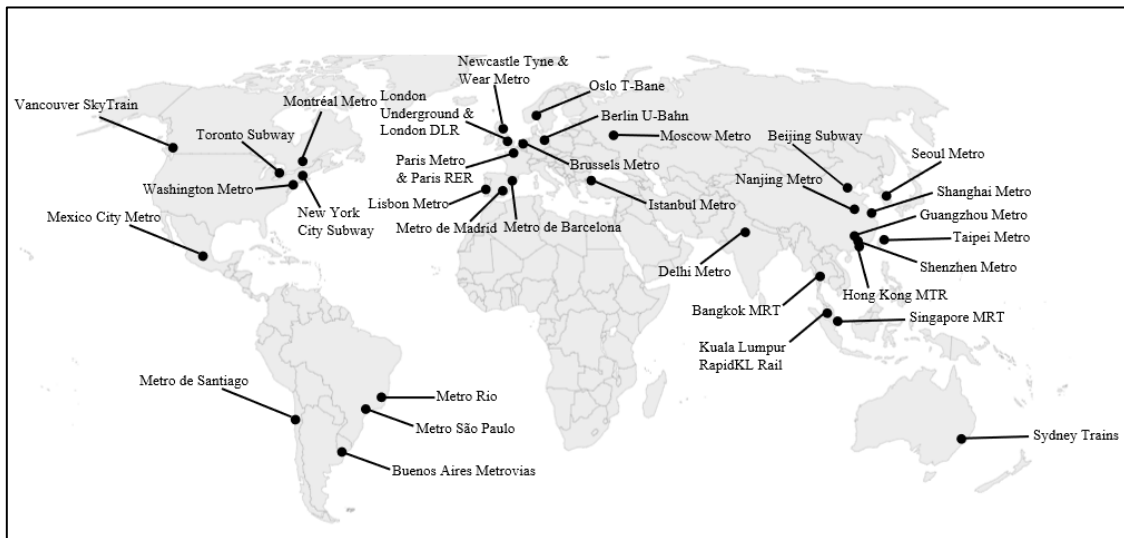 Newcastle Tyne &
Wear Metro
Oslo T-Bane
Vancouver SkyTrain
Montréal Metro
London
Underground &
London DLR
Berlin U-Bahn
Toronto Subway
Moscow Metro
Beijing Subway
Seoul Metro
Paris Metro
& Paris RER
Brussels Metro
Washington Metro
Nanjing Metro
Shanghai Metro
Lisbon Metro
Istanbul Metro
Mexico City Metro
New York
City Subway
Metro de Madrid
Metro de Barcelona
Guangzhou Metro
Taipei Metro
Delhi Metro
Shenzhen Metro
Hong Kong MTR
Bangkok MRT
Singapore MRT
Kuala Lumpur
RapidKL Rail
Metro de Santiago
Metro Rio
Metro São Paulo
Sydney Trains
Buenos Aires Metrovias